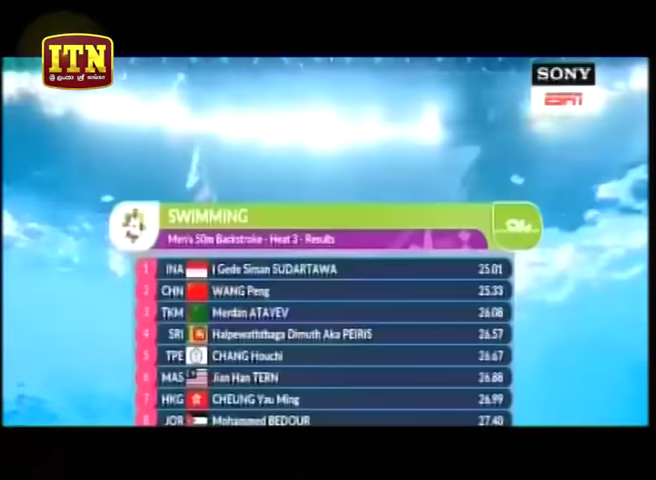 ITN
ශ්‍රී ලංකා ஸ்ரீ லங்கா
SONY
ESPN
SWIMMING
Men's 50m Backstroke - Heat 3 - Results
1 INA I Gede Siman SUDARTAWA 25.01
2 CHN WANG Peng 25.33
3 TKM Merdan ATAYEV 26.08
4 SRI Halpewaththaga Dimuth Aka PEIRIS 26.57
5 TPE CHANG Houchi 26.67
6 MAS Jian Han TERN 26.88
7 HKG CHEUNG Yau Ming 26.99
8 JOR Mohammed BEDOUR 27.40